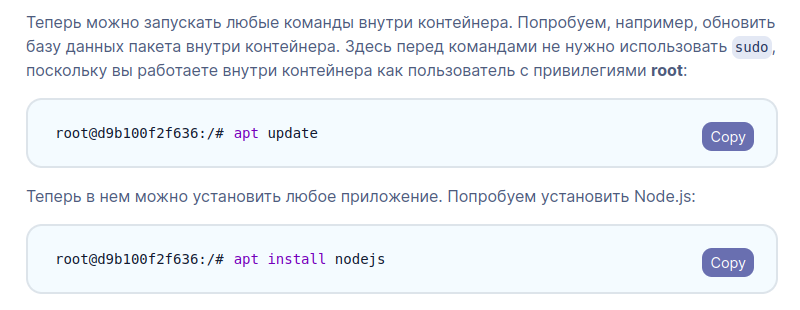 Теперь можно запускать любые команды внутри контейнера. Попробуем, например, обновить
базу данных пакета внутри контейнера. Здесь перед командами не нужно использовать sudo,
поскольку вы работаете внутри контейнера как пользователь с привилегиями root:
root@d9b100f2f636:/# apt update
Copy
Теперь в нем можно установить любое приложение. Попробуем установить Node.js:
root@d9b100f2f636:/# apt install nodejs
Copy